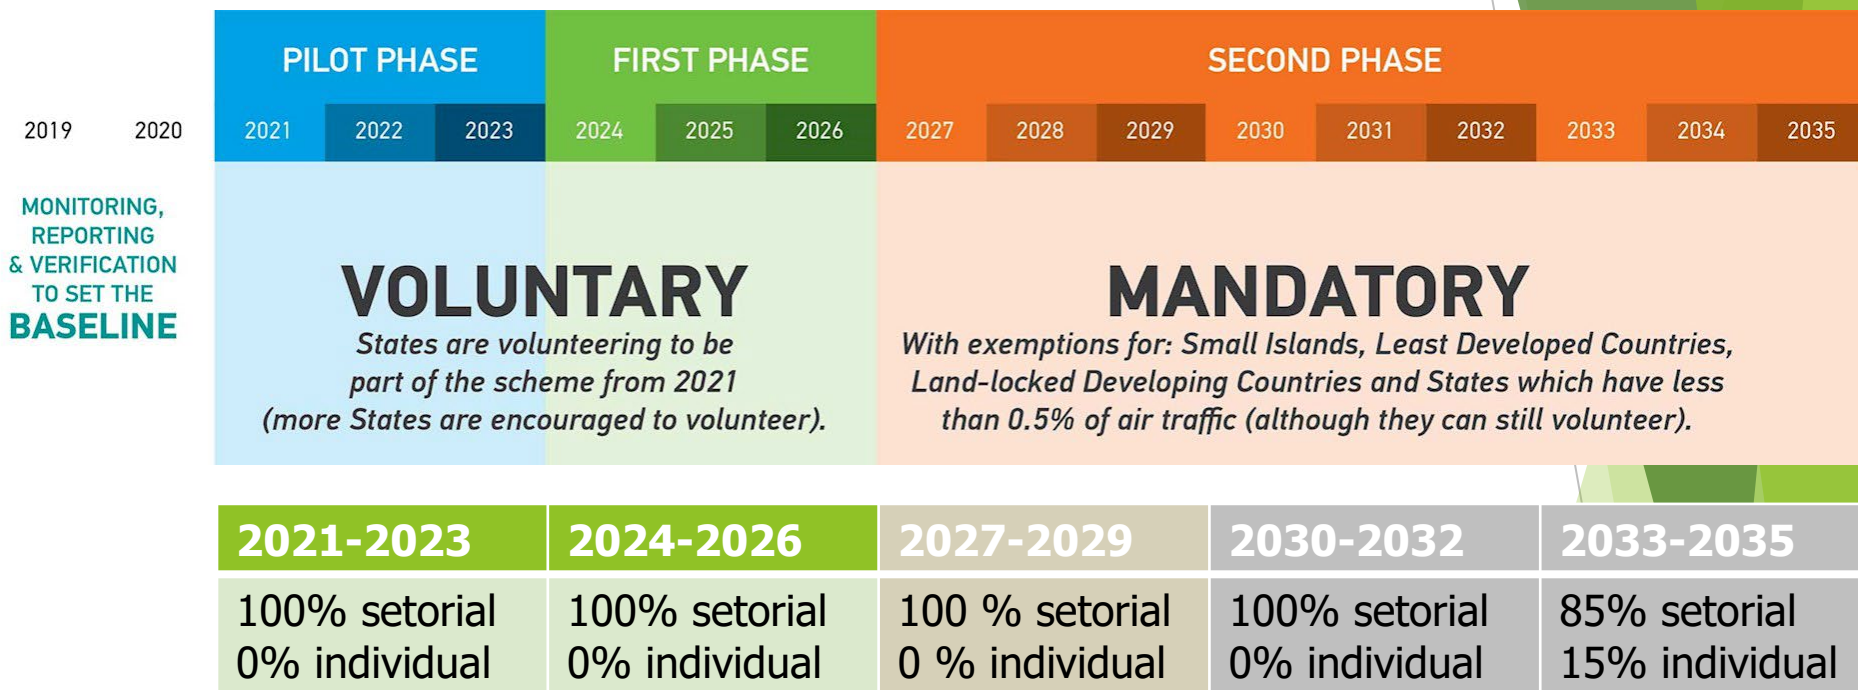 PILOT PHASE
FIRST PHASE
SECOND PHASE
2019 2020 2021 2022 2023 2024 2025 2026 2027 2028 2029 2030 2031 2032 2033 2034 2035
MONITORING,
REPORTING
& VERIFICATION
TO SET THE
BASELINE
VOLUNTARY
States are volunteering to be
part of the scheme from 2021
(more States are encouraged to volunteer).
MANDATORY
With exemptions for: Small Islands, Least Developed Countries,
Land-locked Developing Countries and States which have less
than 0.5% of air traffic (although they can still volunteer).
2021-2023 2024-2026 2027-2029 2030-2032 2033-2035
100% setorial 100% setorial 100 % setorial 100% setorial 85% setorial
0% individual 0% individual 0 % individual 0% individual 15% individual